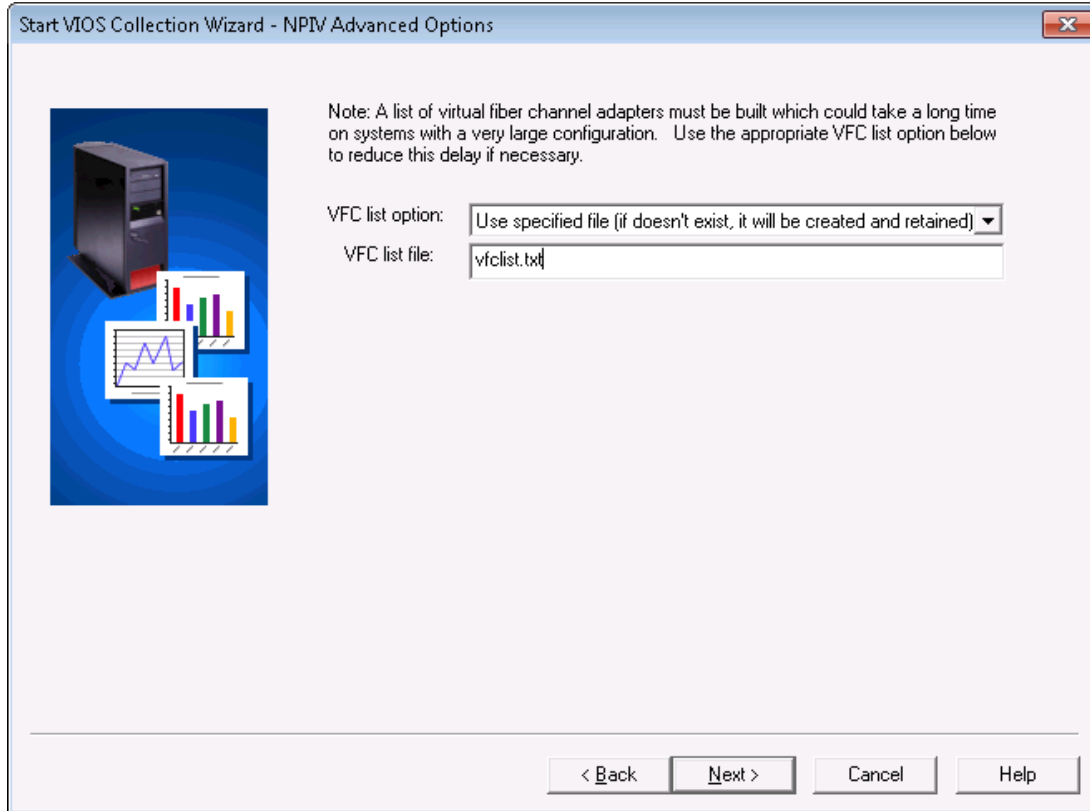 Start VIOS Collection Wizard - NPIV Advanced Options
Note: A list of virtual fiber channel adapters must be built which could take a long time
on systems with a very large configuration.   Use the appropriate VFC list option below
to reduce this delay if necessary.
VFC list option: Use specified file (if doesn't exist, it will be created and retained)
VFC list file: vfclist.txt
< Back Next > Cancel Help